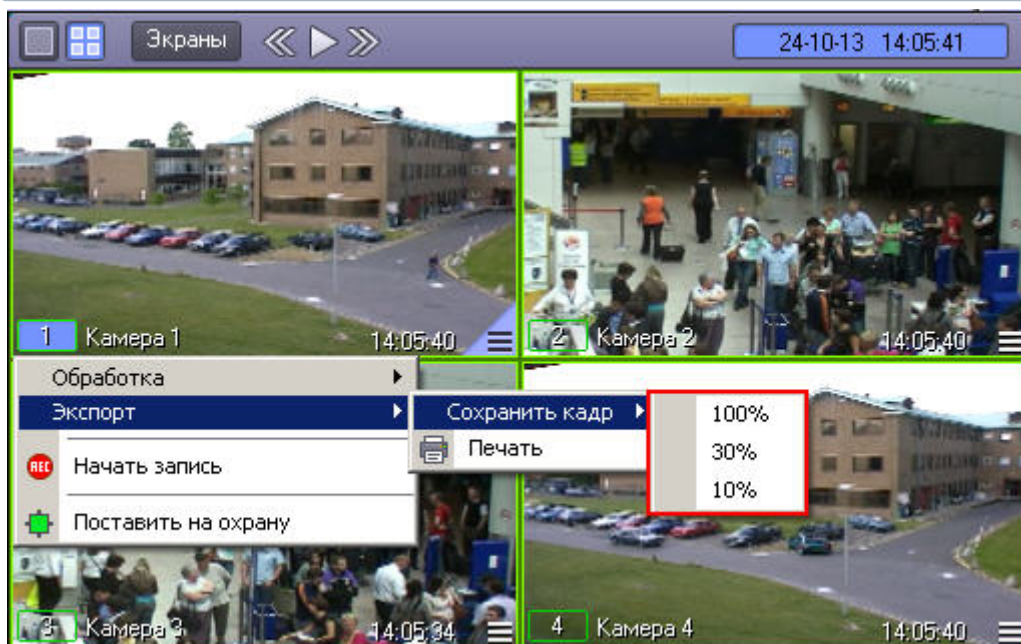 Экраны 24-10-13 14:05:41
1 Камера 1 14:05:40
2 Камера 2 14:05:40
Обработка
Экспорт
Сохранить кадр
100%
30%
10%
Печать
REC Начать запись
Поставить на охрану
3 Камера 3 14:05:34
4 Камера 4 14:05:40